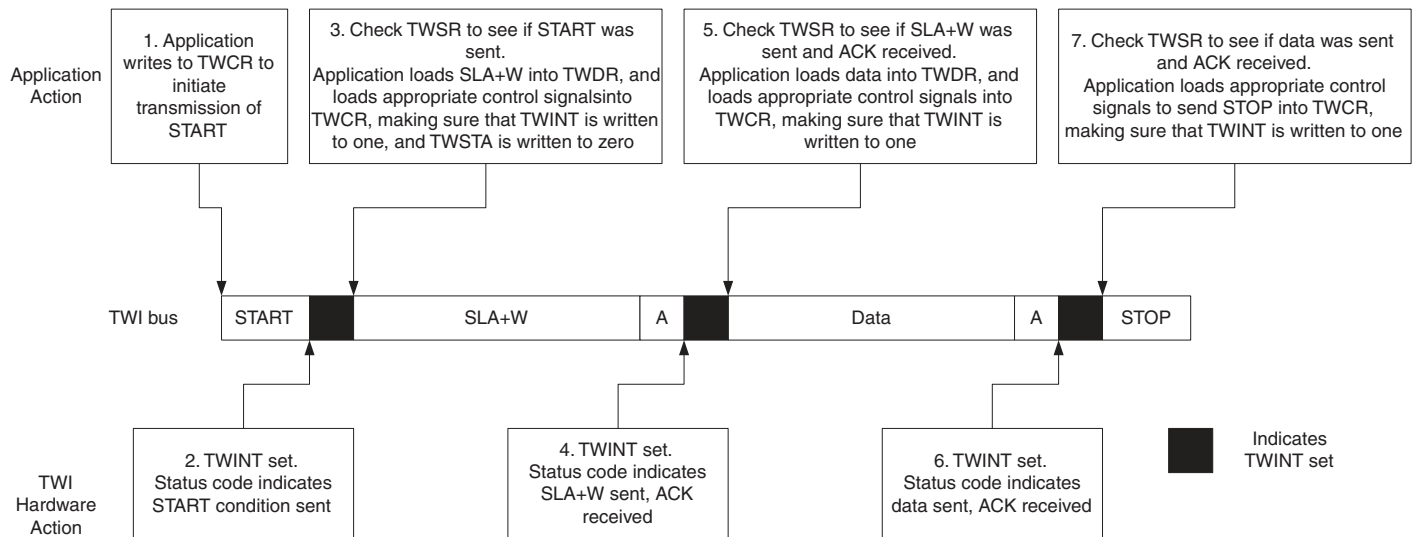 Application
Action
1. Application
writes to TWCR to
initiate
transmission of
START
3. Check TWSR to see if START was
sent.
Application loads SLA+W into TWDR, and
loads appropriate control signalsinto
TWCR, making sure that TWINT is written
to one, and TWSTA is written to zero
5. Check TWSR to see if SLA+W was
sent and ACK received.
Application loads data into TWDR, and
loads appropriate control signals into
TWCR, making sure that TWINT is
written to one
7. Check TWSR to see if data was sent
and ACK received.
Application loads appropriate control
signals to send STOP into TWCR,
making sure that TWINT is written to one
TWI bus
START
SLA+W
A
Data
A
STOP
TWI
Hardware
Action
2. TWINT set.
Status code indicates
START condition sent
4. TWINT set.
Status code indicates
SLA+W sent, ACK
received
6. TWINT set.
Status code indicates
data sent, ACK received
Indicates
TWINT set